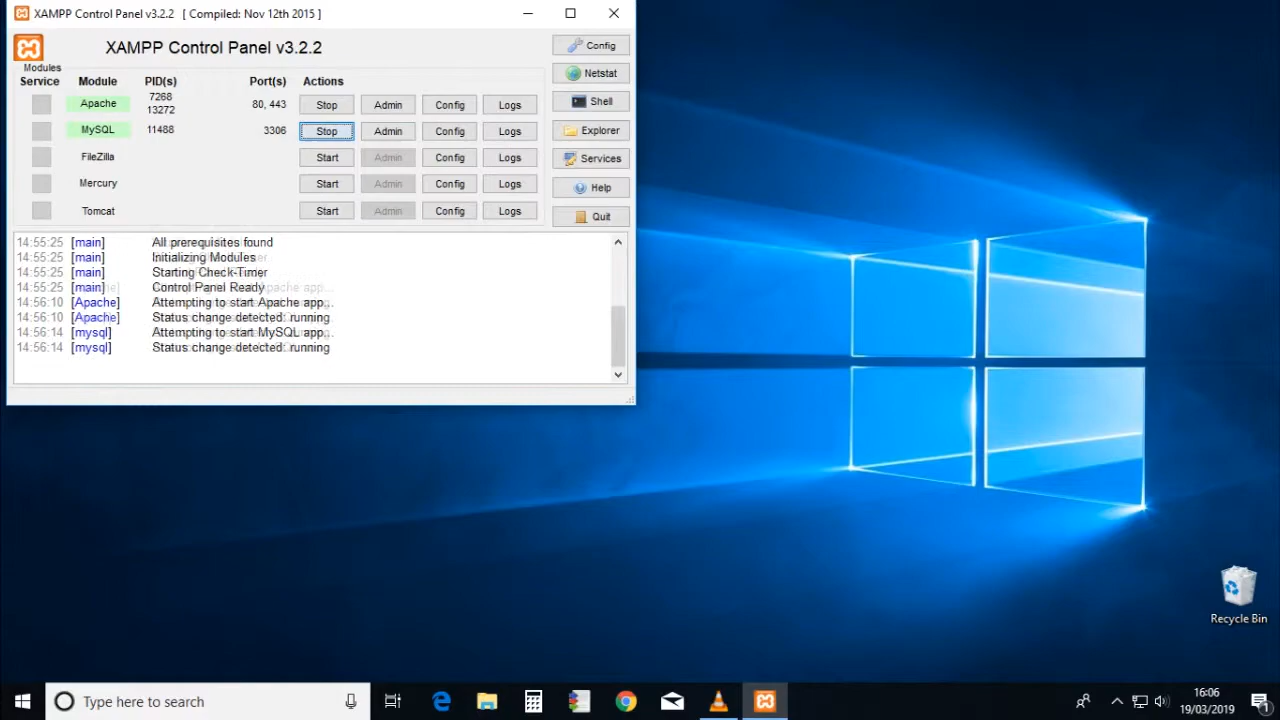 XAMPP Control Panel v3.2.2 [ Compiled: Nov 12th 2015 ]
XAMPP Control Panel v3.2.2
Config
Modules
Service Module PID(s) Port(s) Actions
Netstat
Apache 7268 13272 80, 443 Stop Admin Config Logs
Shell
MySQL 11488 3306 Stop Admin Config Logs
Explorer
FileZilla Start Admin Config Logs
Services
Mercury Start Admin Config Logs
Help
Tomcat Start Admin Config Logs
Quit
14:55:25 [main] All prerequisites found
14:55:25 [main] Initializing Modules
14:55:25 [main] Starting Check-Timer
14:55:25 [main] Control Panel Ready
14:56:10 [Apache] Attempting to start Apache app...
14:56:10 [Apache] Status change detected: running
14:56:14 [mysql] Attempting to start MySQL app...
14:56:14 [mysql] Status change detected: running
Recycle Bin
Type here to search
16:06
19/03/2019
1